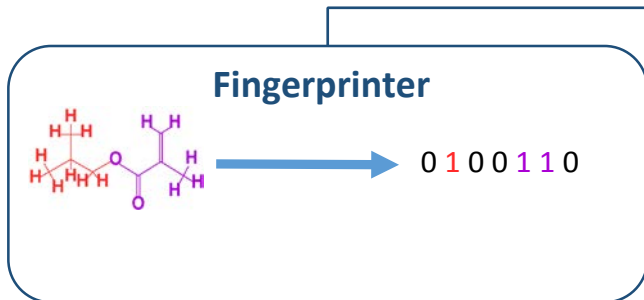 Fingerprinter
H
H H H H
H O H
H H H H H
H H
O
0 1 0 0 1 1 0